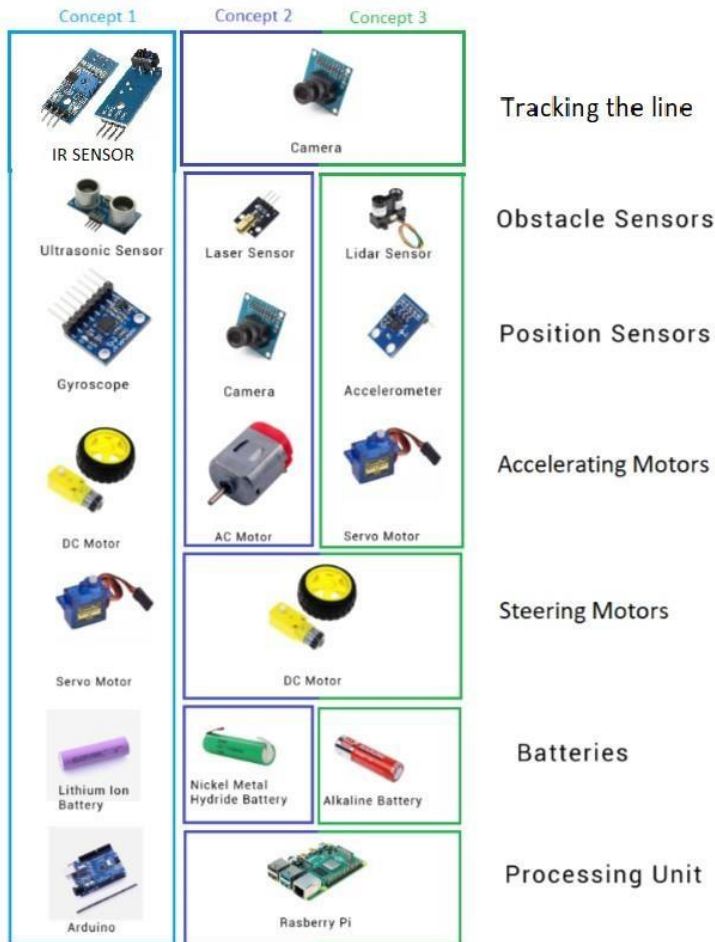 Concept 1 Concept 2 Concept 3
IR SENSOR
Camera
Tracking the line
Ultrasonic Sensor
Laser Sensor
Lidar Sensor
Obstacle Sensors
Gyroscope
Camera
Accelerometer
Position Sensors
DC Motor
AC Motor
Servo Motor
Accelerating Motors
Servo Motor
DC Motor
Steering Motors
Lithium Ion
Battery
Nickel Metal
Hydride Battery
Alkaline Battery
Batteries
Arduino
Rasberry Pi
Processing Unit